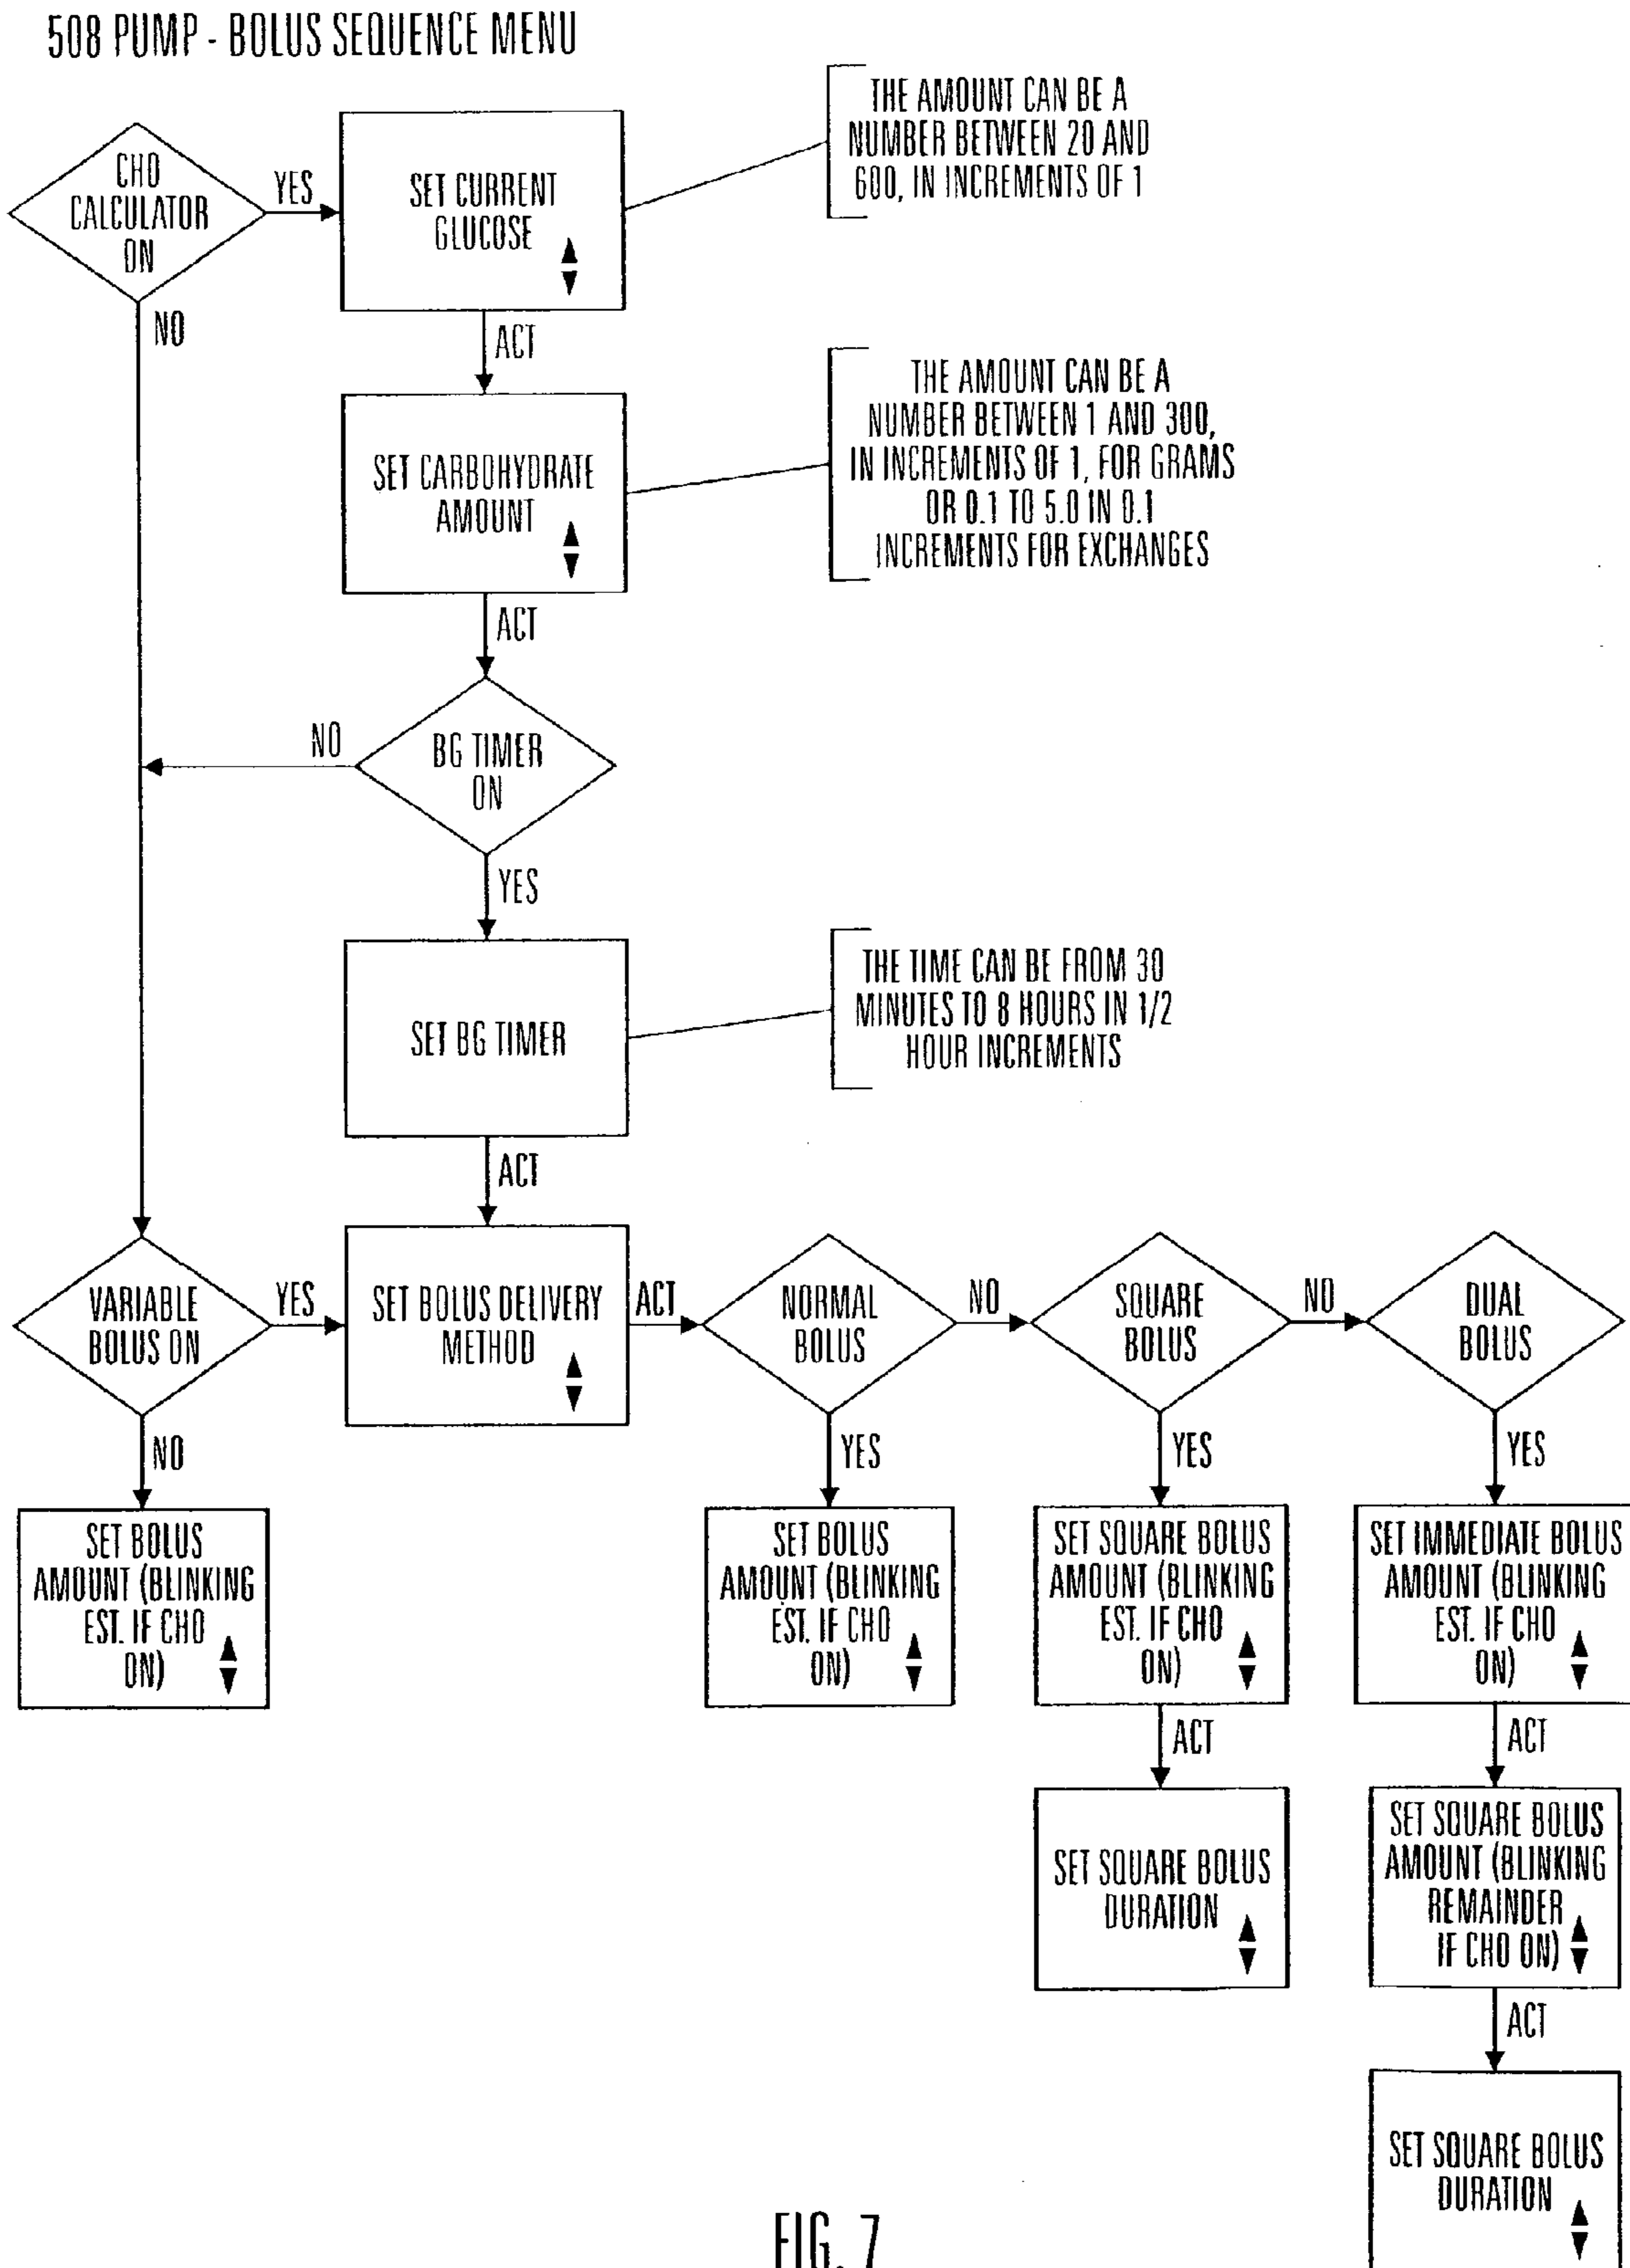 508 PUMP - BOLUS SEQUENCE MENU
CHO
CALCULATOR
ON
YES
NO
SET CURRENT
GLUCOSE
THE AMOUNT CAN BE A
NUMBER BETWEEN 20 AND
600, IN INCREMENTS OF 1
ACT
SET CARBOHYDRATE
AMOUNT
THE AMOUNT CAN BE A
NUMBER BETWEEN 1 AND 300,
IN INCREMENTS OF 1, FOR GRAMS
OR 0.1 TO 5.0 IN 0.1
INCREMENTS FOR EXCHANGES
ACT
BG TIMER
ON
NO
YES
SET BG TIMER
THE TIME CAN BE FROM 30
MINUTES TO 8 HOURS IN 1/2
HOUR INCREMENTS
ACT
VARIABLE
BOLUS ON
YES
SET BOLUS DELIVERY
METHOD
ACT
NORMAL
BOLUS
NO
SQUARE
BOLUS
NO
DUAL
BOLUS
NO
YES
YES
YES
SET BOLUS
AMOUNT (BLINKING
EST. IF CHO
ON)
SET BOLUS
AMOUNT (BLINKING
EST. IF CHO
ON)
SET SQUARE BOLUS
AMOUNT (BLINKING
EST. IF CHO
ON)
SET IMMEDIATE BOLUS
AMOUNT (BLINKING
EST. IF CHO
ON)
ACT
ACT
SET SQUARE BOLUS
DURATION
SET SQUARE BOLUS
AMOUNT (BLINKING
REMAINDER
IF CHO ON)
ACT
SET SQUARE BOLUS
DURATION
FIG. 7